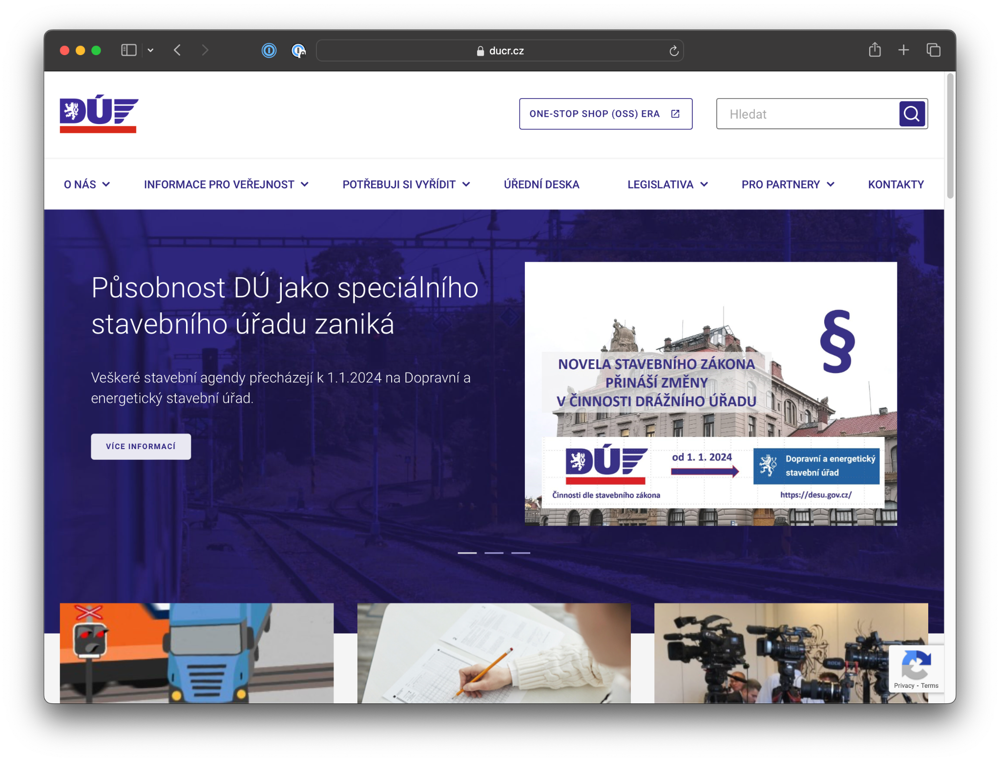 ducr.cz
DÚ
ONE-STOP SHOP (OSS) ERA
Hledat
O NÁS
INFORMACE PRO VEŘEJNOST
POTŘEBUJI SI VYŘÍDIT
ÚŘEDNÍ DESKA
LEGISLATIVA
PRO PARTNERY
KONTAKTY
Působnost DÚ jako speciálního
stavebního úřadu zaniká
Veškeré stavební agendy přecházejí k 1.1.2024 na Dopravní a
energetický stavební úřad.
VÍCE INFORMACÍ
§
NOVELA STAVEBNÍHO ZÁKONA
PŘINÁŠÍ ZMĚNY
V ČINNOSTI DRÁŽNÍHO ÚŘADU
DÚ
Činnosti dle stavebního zákona
od 1. 1. 2024
Dopravní a energetický
stavební úřad
https://desu.gov.cz/
RODE
Privacy - Terms